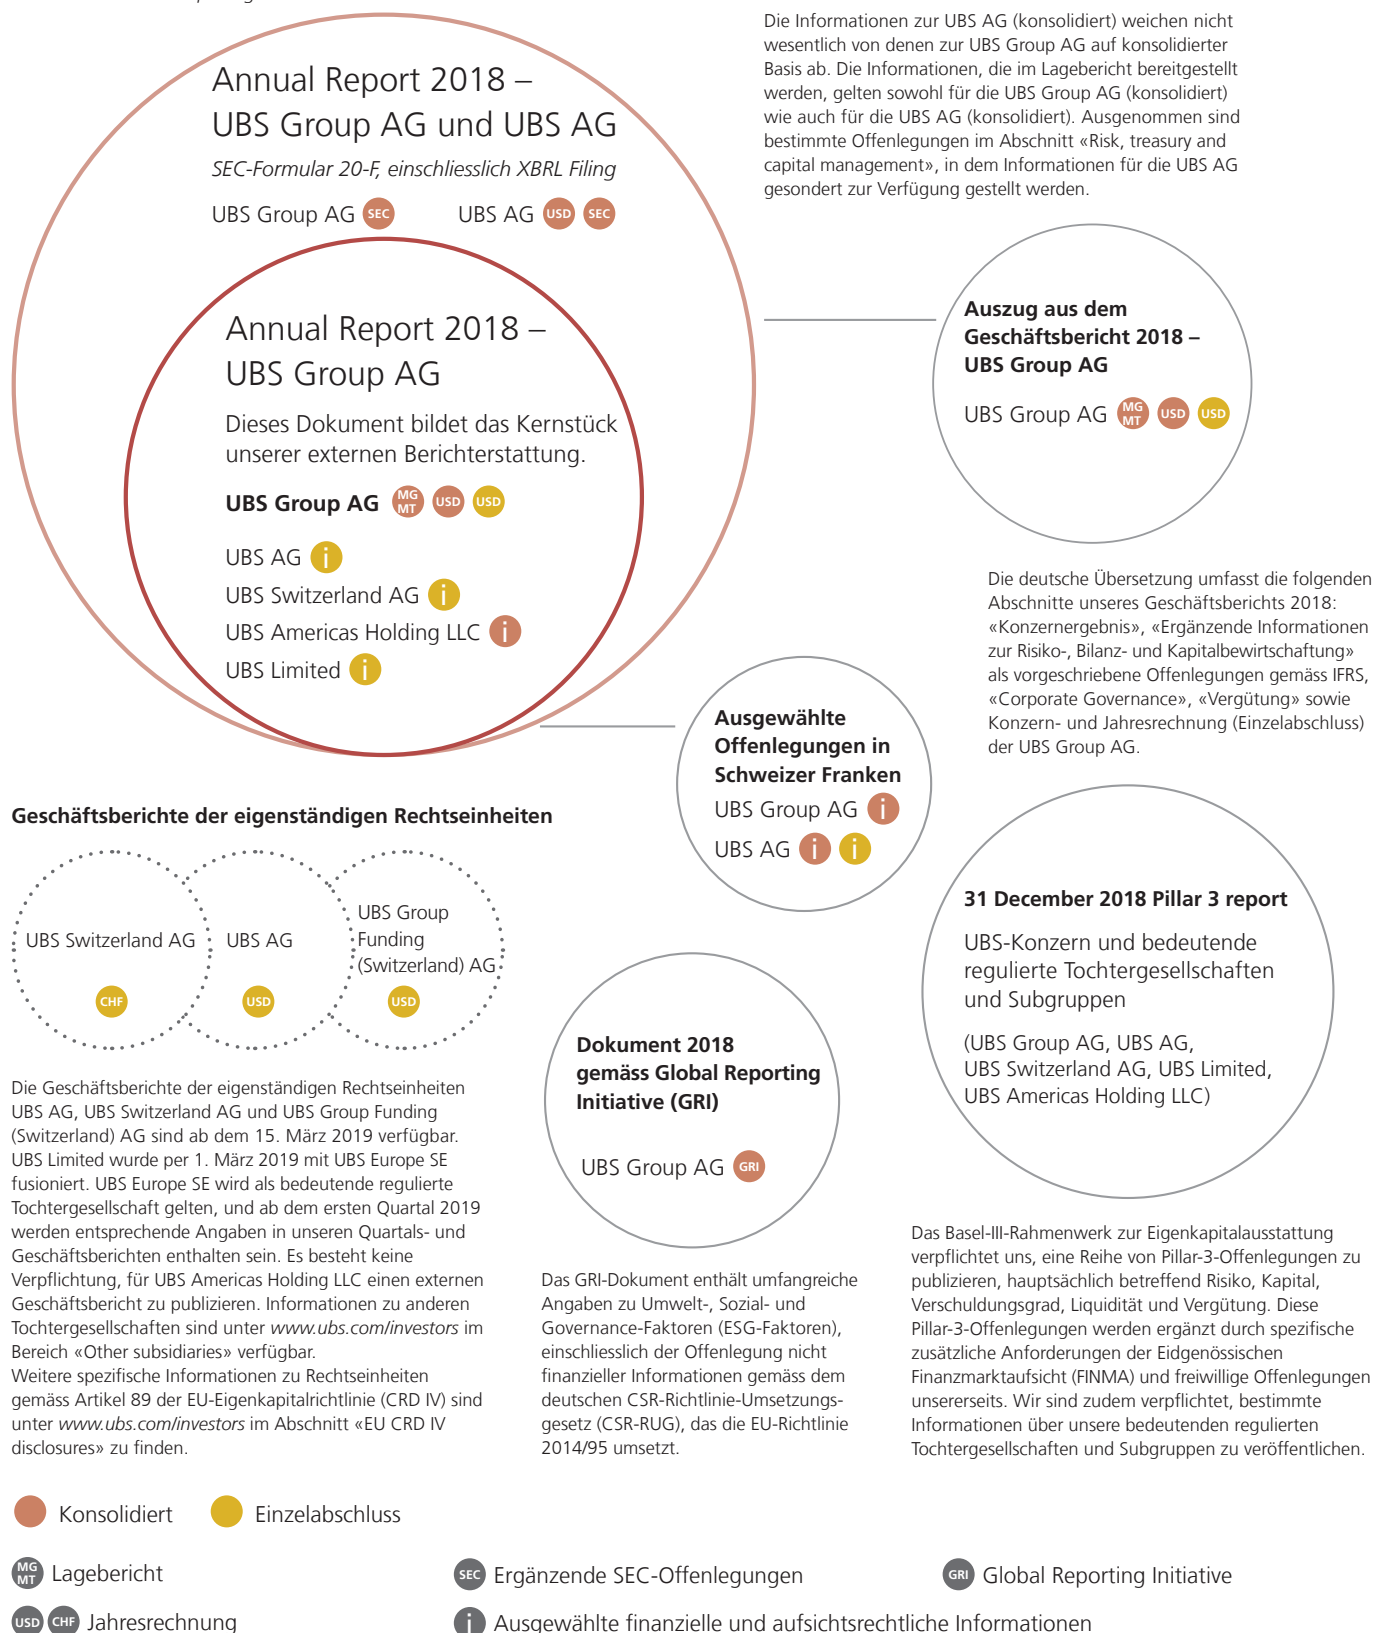 Die Informationen zur UBS AG (konsolidiert) weichen nicht
wesentlich von denen zur UBS Group AG auf konsolidierter
Basis ab. Die Informationen, die im Lagebericht bereitgestellt
werden, gelten sowohl für die UBS Group AG (konsolidiert)
wie auch für die UBS AG (konsolidiert). Ausgenommen sind
bestimmte Offenlegungen im Abschnitt «Risk, treasury and
capital management», in dem Informationen für die UBS AG
gesondert zur Verfügung gestellt werden.
Annual Report 2018 –
UBS Group AG und UBS AG
SEC-Formular 20-F, einschliesslich XBRL Filing
UBS Group AG SEC UBS AG USD SEC
Annual Report 2018 –
UBS Group AG
Dieses Dokument bildet das Kernstück
unserer externen Berichterstattung.
UBS Group AG MG MT USD USD
UBS AG i
UBS Switzerland AG i
UBS Americas Holding LLC i
UBS Limited i
Auszug aus dem
Geschäftsbericht 2018 –
UBS Group AG
UBS Group AG MG MT USD USD
Die deutsche Übersetzung umfasst die folgenden
Abschnitte unseres Geschäftsberichts 2018:
«Konzernergebnis», «Ergänzende Informationen
zur Risiko-, Bilanz- und Kapitalbewirtschaftung»
als vorgeschriebene Offenlegungen gemäss IFRS,
«Corporate Governance», «Vergütung» sowie
Konzern- und Jahresrechnung (Einzelabschluss)
der UBS Group AG.
Ausgewählte
Offenlegungen in
Schweizer Franken
UBS Group AG i
UBS AG i i
Geschäftsberichte der eigenständigen Rechtseinheiten
UBS Switzerland AG
CHF
UBS AG
USD
UBS Group
Funding
(Switzerland) AG
USD
Die Geschäftsberichte der eigenständigen Rechtseinheiten
UBS AG, UBS Switzerland AG und UBS Group Funding
(Switzerland) AG sind ab dem 15. März 2019 verfügbar.
UBS Limited wurde per 1. März 2019 mit UBS Europe SE
fusioniert. UBS Europe SE wird als bedeutende regulierte
Tochtergesellschaft gelten, und ab dem ersten Quartal 2019
werden entsprechende Angaben in unseren Quartals- und
Geschäftsberichten enthalten sein. Es besteht keine
Verpflichtung, für UBS Americas Holding LLC einen externen
Geschäftsbericht zu publizieren. Informationen zu anderen
Tochtergesellschaften sind unter www.ubs.com/investors im
Bereich «Other subsidiaries» verfügbar.
Weitere spezifische Informationen zu Rechtseinheiten
gemäss Artikel 89 der EU-Eigenkapitalrichtlinie (CRD IV) sind
unter www.ubs.com/investors im Abschnitt «EU CRD IV
disclosures» zu finden.
Dokument 2018
gemäss Global Reporting
Initiative (GRI)
UBS Group AG GRI
Das GRI-Dokument enthält umfangreiche
Angaben zu Umwelt-, Sozial- und
Governance-Faktoren (ESG-Faktoren),
einschliesslich der Offenlegung nicht
finanzieller Informationen gemäss dem
deutschen CSR-Richtlinie-Umsetzungs-
gesetz (CSR-RUG), das die EU-Richtlinie
2014/95 umsetzt.
31 December 2018 Pillar 3 report
UBS-Konzern und bedeutende
regulierte Tochtergesellschaften
und Subgruppen
(UBS Group AG, UBS AG,
UBS Switzerland AG, UBS Limited,
UBS Americas Holding LLC)
Das Basel-III-Rahmenwerk zur Eigenkapitalausstattung
verpflichtet uns, eine Reihe von Pillar-3-Offenlegungen zu
publizieren, hauptsächlich betreffend Risiko, Kapital,
Verschuldungsgrad, Liquidität und Vergütung. Diese
Pillar-3-Offenlegungen werden ergänzt durch spezifische
zusätzliche Anforderungen der Eidgenössischen
Finanzmarktaufsicht (FINMA) und freiwillige Offenlegungen
unsererseits. Wir sind zudem verpflichtet, bestimmte
Informationen über unsere bedeutenden regulierten
Tochtergesellschaften und Subgruppen zu veröffentlichen.
Konsolidiert Einzelabschluss
MG MT Lagebericht
SEC Ergänzende SEC-Offenlegungen
GRI Global Reporting Initiative
USD CHF Jahresrechnung
i Ausgewählte finanzielle und aufsichtsrechtliche Informationen